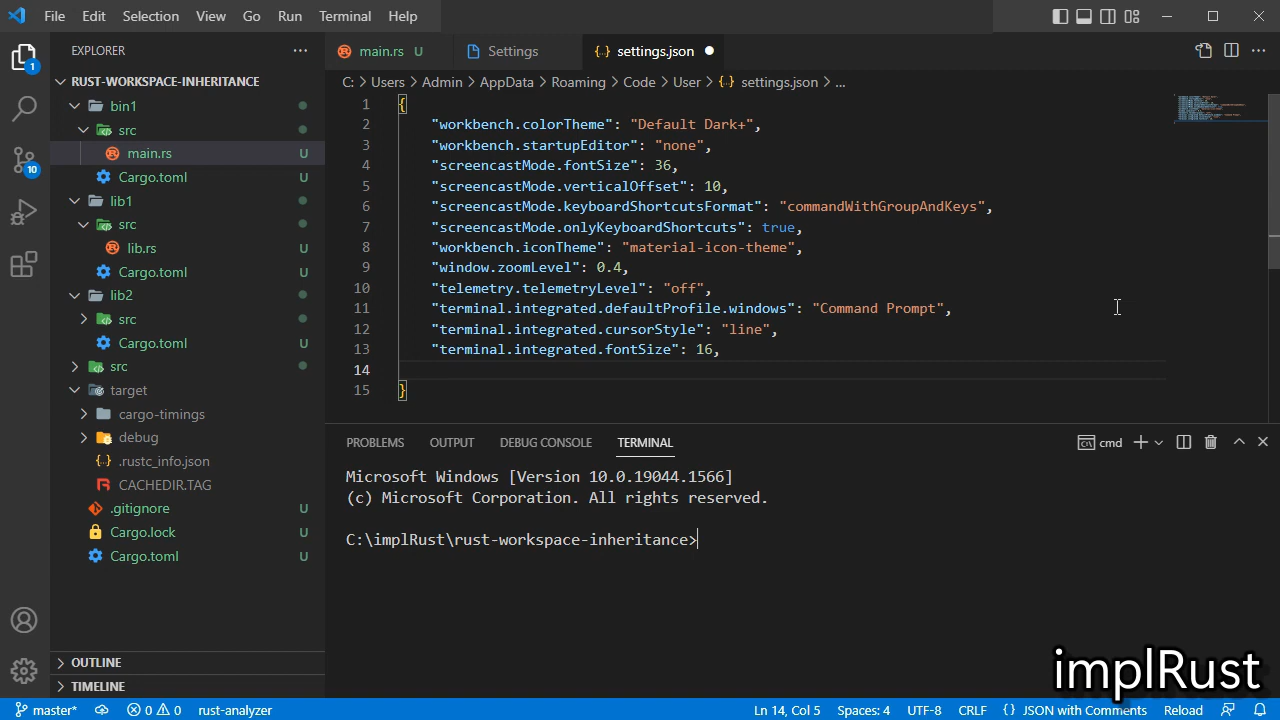 File Edit Selection View Go Run Terminal Help
EXPLORER
1
RUST-WORKSPACE-INHERITANCE
bin1
src
main.rs U
Cargo.toml U
lib1
src
lib.rs U
Cargo.toml U
lib2
src
Cargo.toml U
src
target
cargo-timings
debug
.rustc_info.json
CACHEDIR.TAG
.gitignore U
Cargo.lock U
Cargo.toml U
OUTLINE
TIMELINE
10
main.rs U Settings settings.json
C: > Users > Admin > AppData > Roaming > Code > User > settings.json > ...
1 {
2 "workbench.colorTheme": "Default Dark+",
3 "workbench.startupEditor": "none",
4 "screencastMode.fontSize": 36,
5 "screencastMode.verticalOffset": 10,
6 "screencastMode.keyboardShortcutsFormat": "commandWithGroupAndKeys",
7 "screencastMode.onlyKeyboardShortcuts": true,
8 "workbench.iconTheme": "material-icon-theme",
9 "window.zoomLevel": 0.4,
10 "telemetry.telemetryLevel": "off",
11 "terminal.integrated.defaultProfile.windows": "Command Prompt",
12 "terminal.integrated.cursorStyle": "line",
13 "terminal.integrated.fontSize": 16,
14
15 }
PROBLEMS OUTPUT DEBUG CONSOLE TERMINAL cmd
Microsoft Windows [Version 10.0.19044.1566]
(c) Microsoft Corporation. All rights reserved.
C:\implRust\rust-workspace-inheritance>
implRust
master* 0 0 rust-analyzer Ln 14, Col 5 Spaces: 4 UTF-8 CRLF {} JSON with Comments Reload